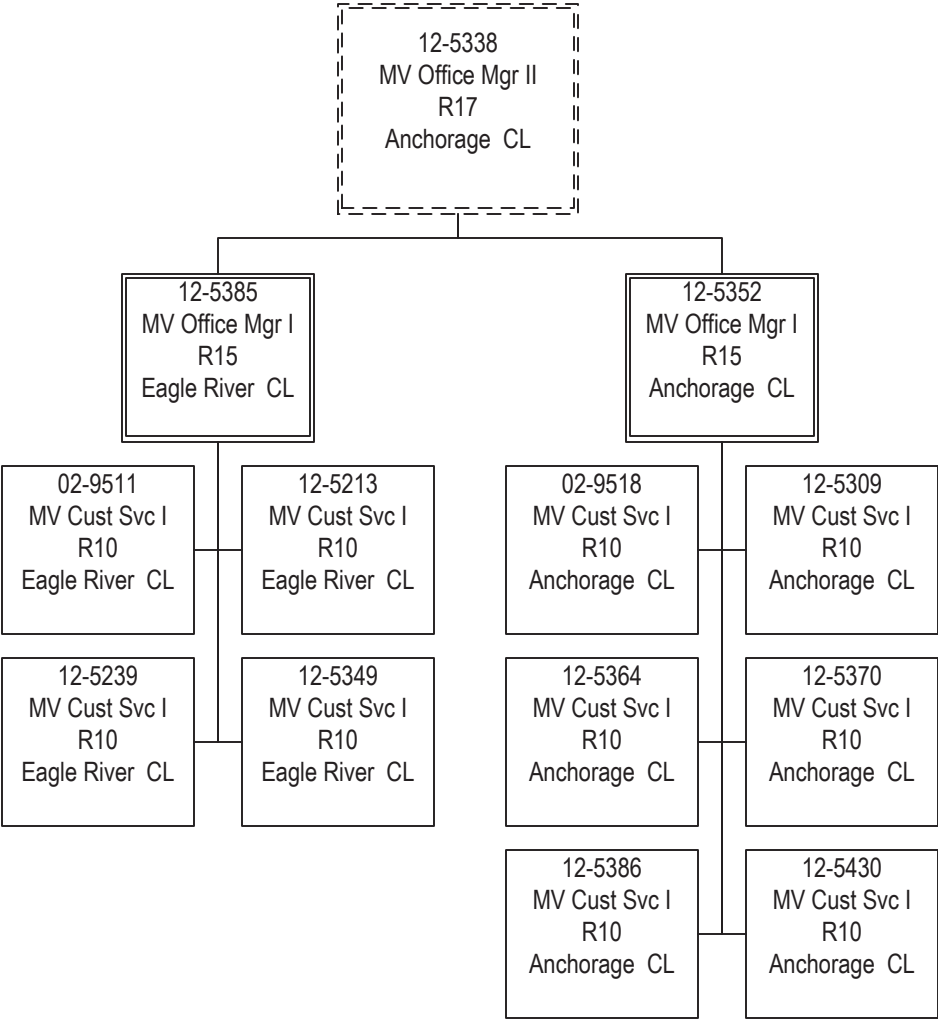 12-5338
MV Office Mgr II
R17
Anchorage CL
12-5385
MV Office Mgr I
R15
Eagle River CL
12-5352
MV Office Mgr I
R15
Anchorage CL
02-9511
MV Cust Svc I
R10
Eagle River CL
12-5213
MV Cust Svc I
R10
Eagle River CL
02-9518
MV Cust Svc I
R10
Anchorage CL
12-5309
MV Cust Svc I
R10
Anchorage CL
12-5239
MV Cust Svc I
R10
Eagle River CL
12-5349
MV Cust Svc I
R10
Eagle River CL
12-5364
MV Cust Svc I
R10
Anchorage CL
12-5370
MV Cust Svc I
R10
Anchorage CL
12-5386
MV Cust Svc I
R10
Anchorage CL
12-5430
MV Cust Svc I
R10
Anchorage CL